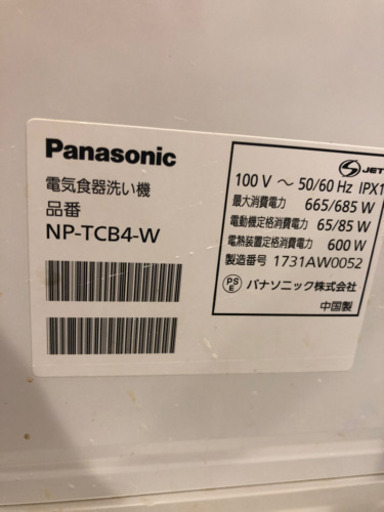 Panasonic
電気食器洗い機
品番
NP-TCB4-W
S JET
100 V ～ 50/60 Hz IPX1
最大消費電力 665/685 W
電動機定格消費電力 65/85 W
電熱装置定格消費電力 600 W
製造番号 1731AW0052
PSE パナソニック株式会社
中国製